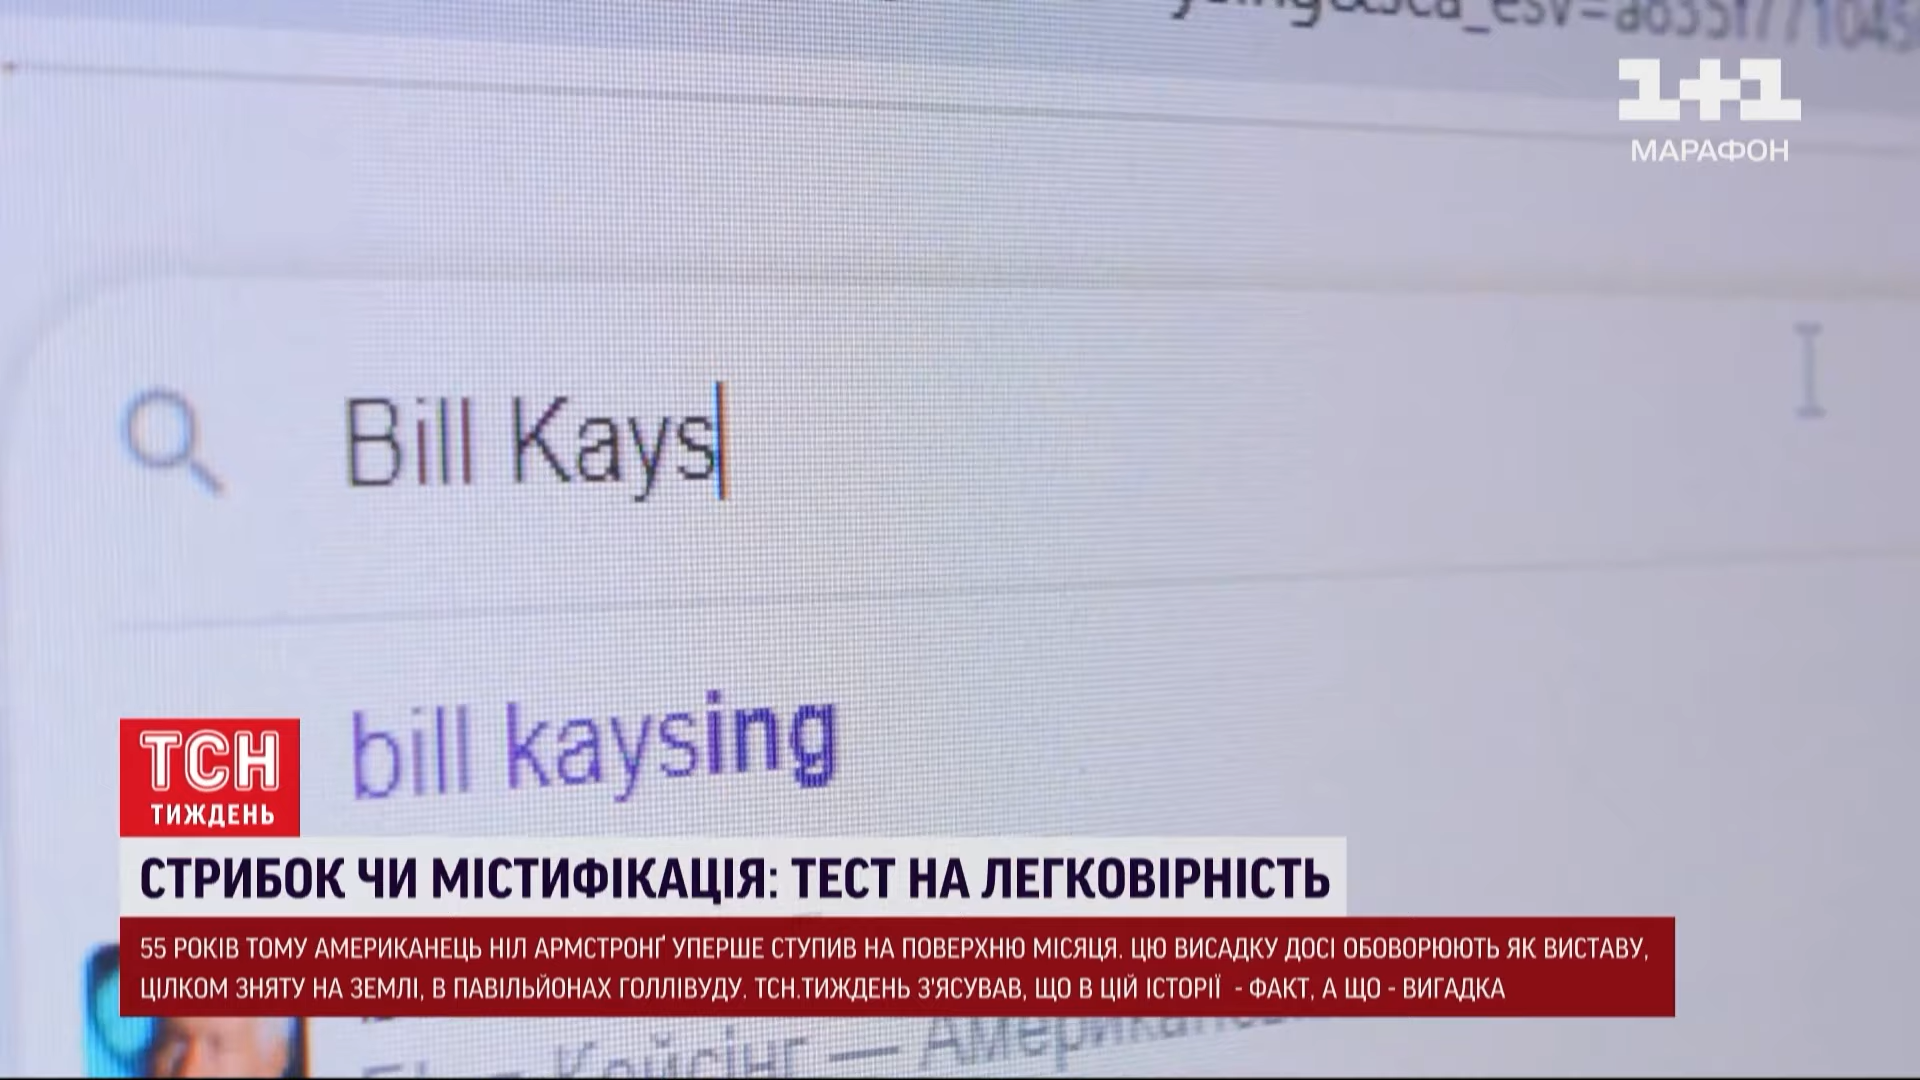 1+1
МАРАФОН
Bill Kays
bill kaysing
ТСН
ТИЖДЕНЬ
СТРИБОК ЧИ МІСТИФІКАЦІЯ: ТЕСТ НА ЛЕГКОВІРНІСТЬ
55 РОКІВ ТОМУ АМЕРИКАНЕЦЬ НІЛ АРМСТРОНҐ УПЕРШЕ СТУПИВ НА ПОВЕРХНЮ МІСЯЦЯ. ЦЮ ВИСАДКУ ДОСІ ОБОВОРЮЮТЬ ЯК ВИСТАВУ,
ЦІЛКОМ ЗНЯТУ НА ЗЕМЛІ, В ПАВІЛЬЙОНАХ ГОЛЛІВУДУ. ТСН.ТИЖДЕНЬ З'ЯСУВАВ, ЩО В ЦІЙ ІСТОРІЇ - ФАКТ, А ЩО - ВИГАДКА